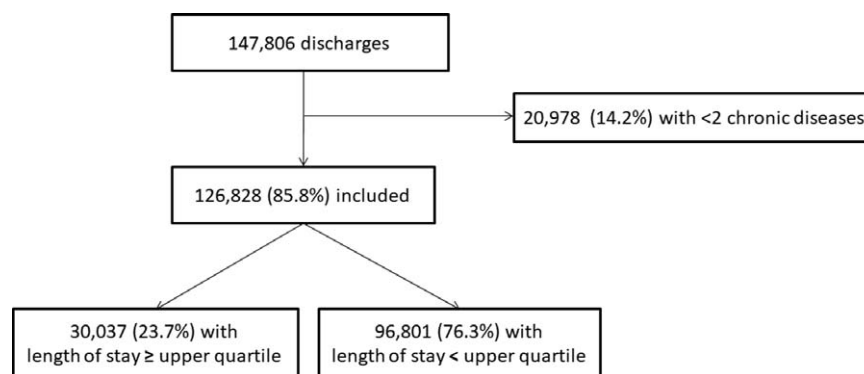 147,806 discharges
20,978 (14.2%) with <2 chronic diseases
126,828 (85.8%) included
30,037 (23.7%) with
length of stay ≥ upper quartile
96,801 (76.3%) with
length of stay < upper quartile